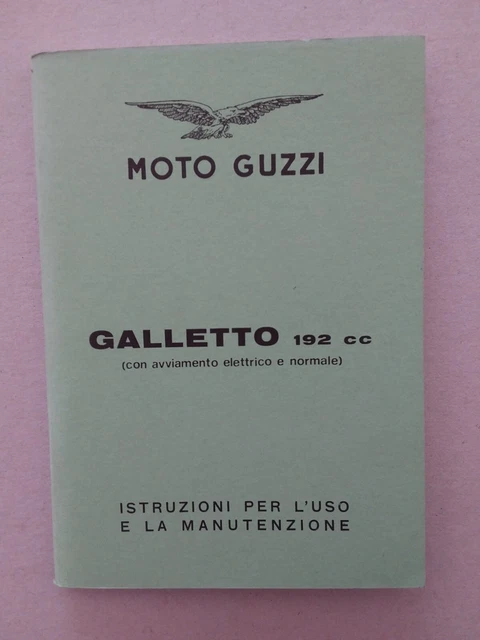 MOTO GUZZI
GALLETTO 192 cc
(con avviamento elettrico e normale)
ISTRUZIONI PER L'USO
E LA MANUTENZIONE